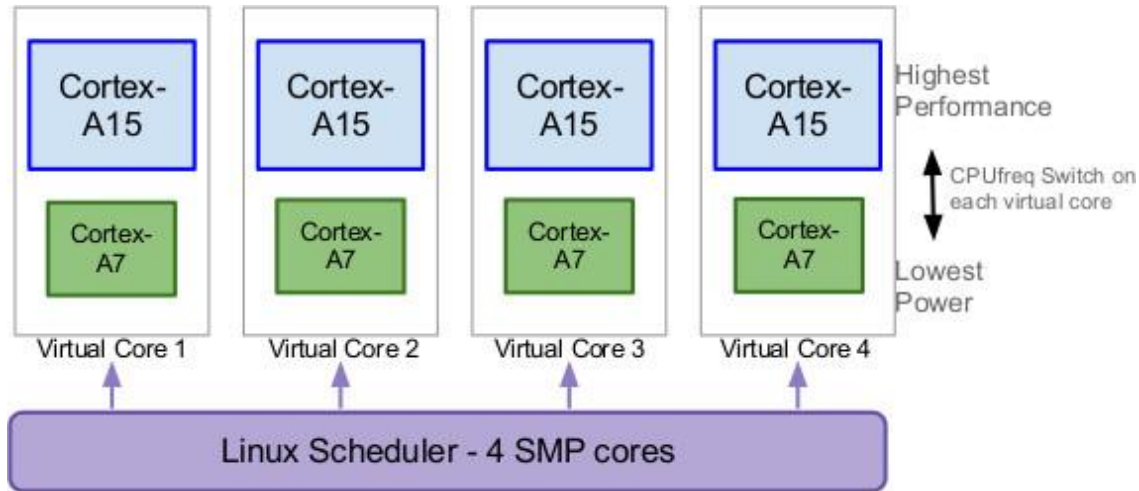 Cortex-
A15
Cortex-
A15
Cortex-
A15
Cortex-
A15
Highest
Performance
CPUfreq Switch on
each virtual core
Cortex-
A7
Cortex-
A7
Cortex-
A7
Cortex-
A7
Lowest
Power
Virtual Core 1
Virtual Core 2
Virtual Core 3
Virtual Core 4
Linux Scheduler - 4 SMP cores